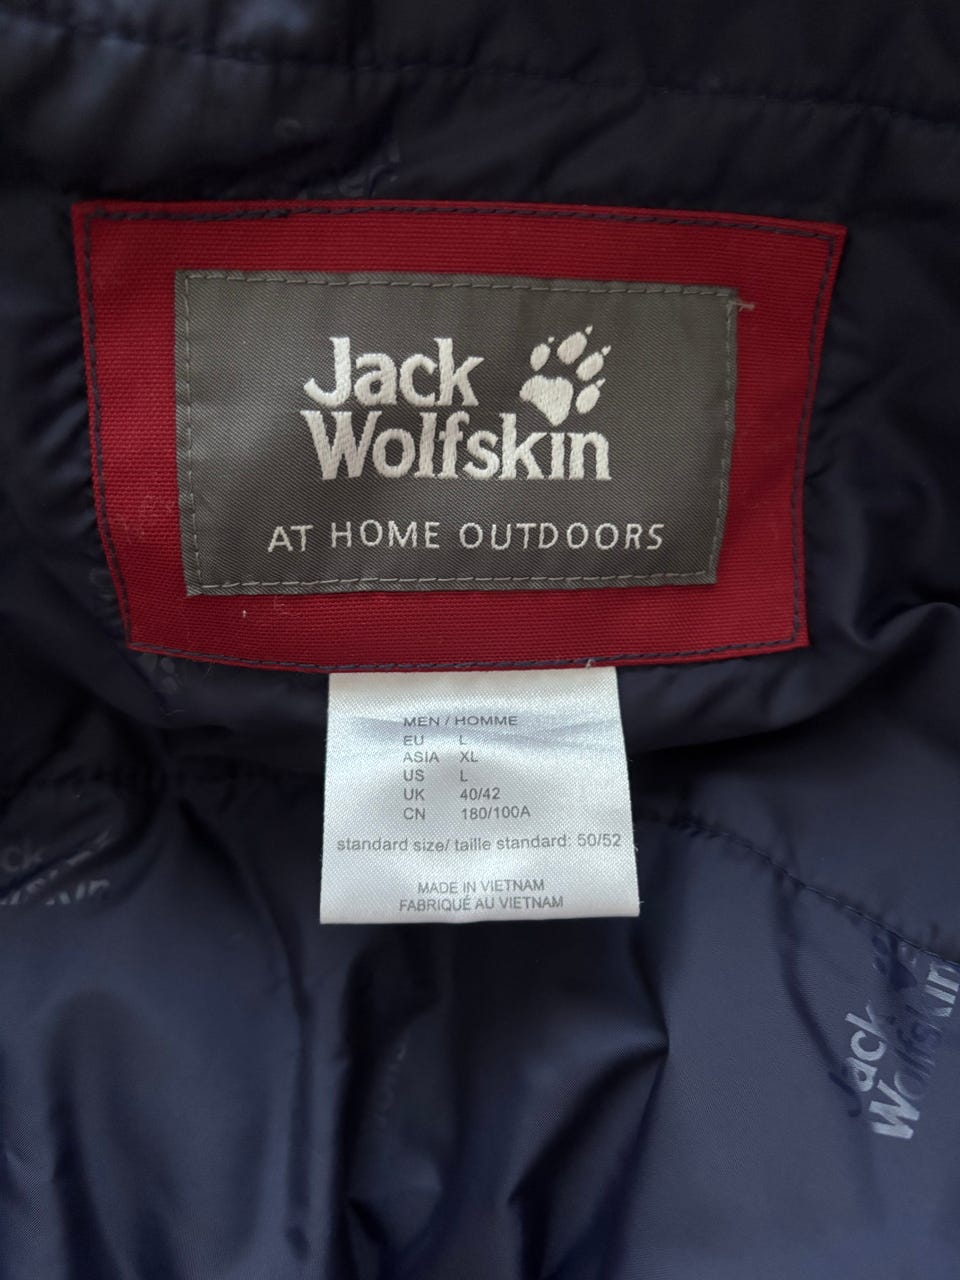 Jack
Wolfskin
AT HOME OUTDOORS
MEN / HOMME
EU L
ASIA XL
US L
UK 40/42
CN 180/100A
standard size/ taille standard: 50/52
MADE IN VIETNAM
FABRIQUÉ AU VIETNAM
Jack
Wolfskin